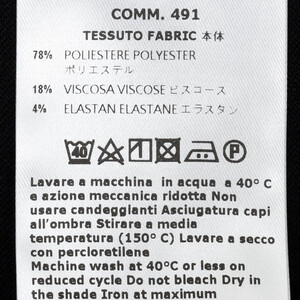 COMM. 491
TESSUTO FABRIC 本体
78% POLIESTERE POLYESTER
ポリエステル
18% VISCOSA VISCOSE ビスコース
4% ELASTAN ELASTANE エラスタン
40 P
Lavare a macchina in acqua a 40° C
e azione meccanica ridotta Non
usare candeggianti Asciugatura capi
all'ombra Stirare a media
temperatura (150° C) Lavare a secco
con percloretilene
Machine wash at 40°C or less on
reduced cycle Do not bleach Dry in
the shade Iron at maximum